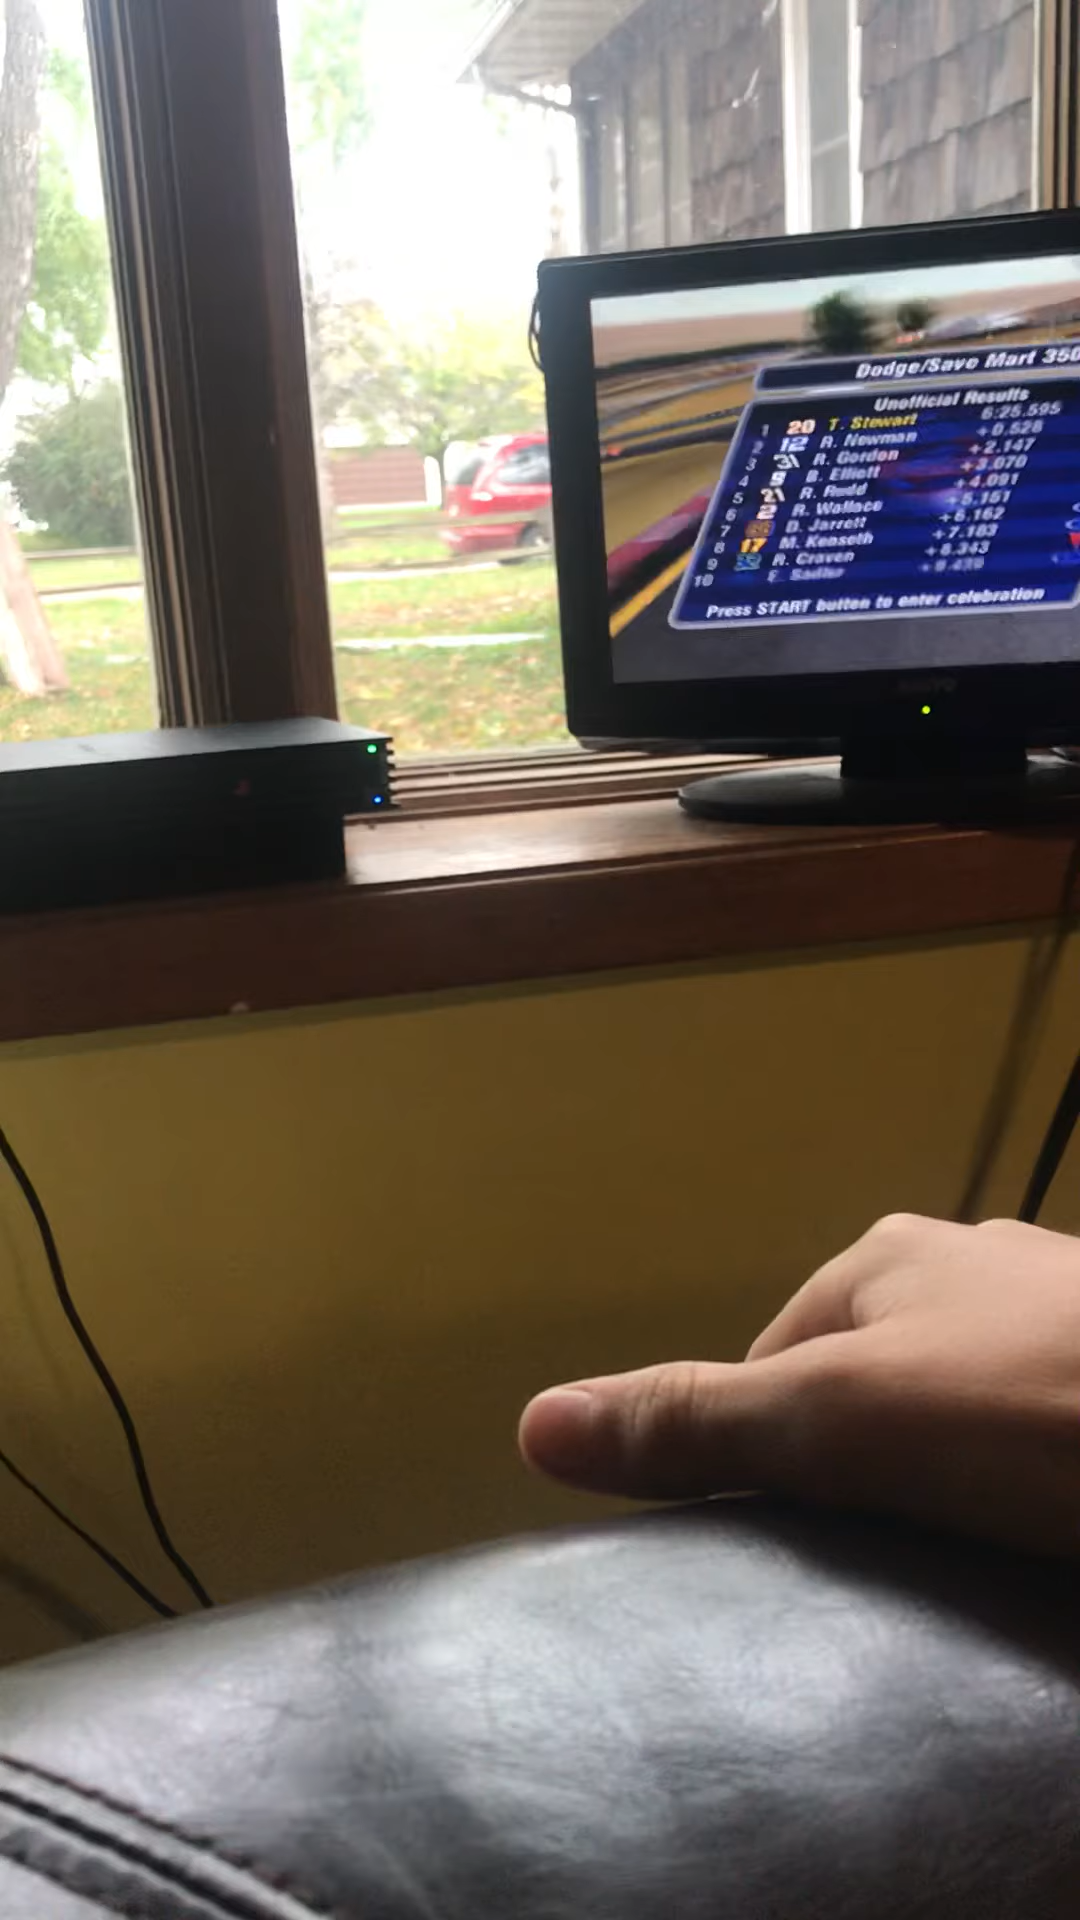 Dodge/Save Mart 350
Unofficial Results
1 20 T. Stewart 6:25.595
2 12 R. Newman +0.528
3 31 R. Gordon +2.147
4 9 B. Elliott +3.070
5 21 R. Rudd +4.091
6 2 R. Wallace +5.151
7 D. Jarrett +6.162
8 17 M. Kenseth +7.183
9 32 R. Craven +8.343
10 E. Sadler
Press START button to enter celebration